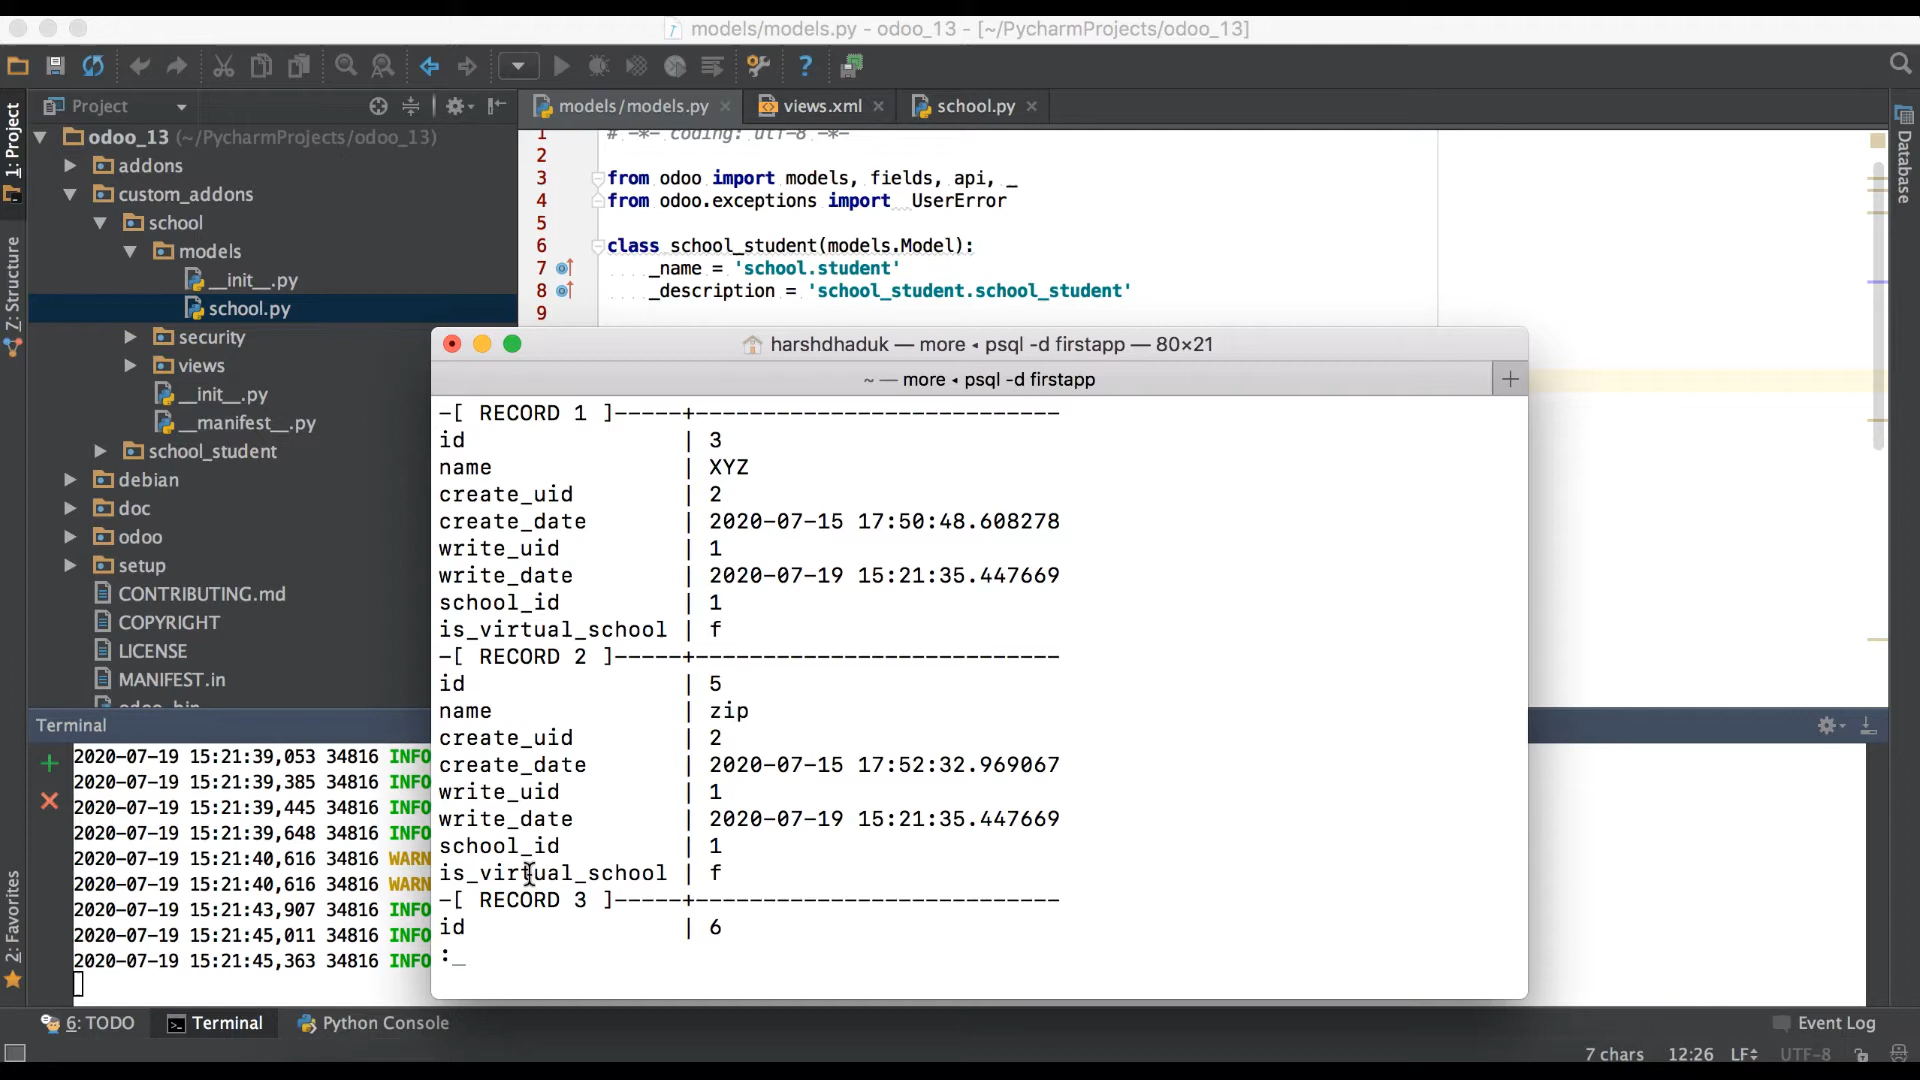 models/models.py - odoo_13 - [~/PycharmProjects/odoo_13]
Project
models/models.py
views.xml
school.py
1: Project
Z: Structure
2: Favorites
Database
odoo_13 (~/PycharmProjects/odoo_13)
addons
custom_addons
school
models
__init__.py
school.py
security
views
__init__.py
__manifest__.py
school_student
debian
doc
odoo
setup
CONTRIBUTING.md
COPYRIGHT
LICENSE
MANIFEST.in
1 # -*- coding: utf-8 -*-
2
3 from odoo import models, fields, api, _
4 from odoo.exceptions import UserError
5
6 class school_student(models.Model):
7 _name = 'school.student'
8 _description = 'school_student.school_student'
9
harshdhaduk — more ◂ psql -d firstapp — 80×21
~ — more ◂ psql -d firstapp
-[ RECORD 1 ]-----+---------------------------
id | 3
name | XYZ
create_uid | 2
create_date | 2020-07-15 17:50:48.608278
write_uid | 1
write_date | 2020-07-19 15:21:35.447669
school_id | 1
is_virtual_school | f
-[ RECORD 2 ]-----+---------------------------
id | 5
name | zip
create_uid | 2
create_date | 2020-07-15 17:52:32.969067
write_uid | 1
write_date | 2020-07-19 15:21:35.447669
school_id | 1
is_virtual_school | f
-[ RECORD 3 ]-----+---------------------------
id | 6
:_
Terminal
2020-07-19 15:21:39,053 34816 INFO
2020-07-19 15:21:39,385 34816 INFO
2020-07-19 15:21:39,445 34816 INFO
2020-07-19 15:21:39,648 34816 INFO
2020-07-19 15:21:40,616 34816 WARN
2020-07-19 15:21:40,616 34816 WARN
2020-07-19 15:21:43,907 34816 INFO
2020-07-19 15:21:45,011 34816 INFO
2020-07-19 15:21:45,363 34816 INFO
6: TODO
Terminal
Python Console
Event Log
7 chars 12:26 LF UTF-8